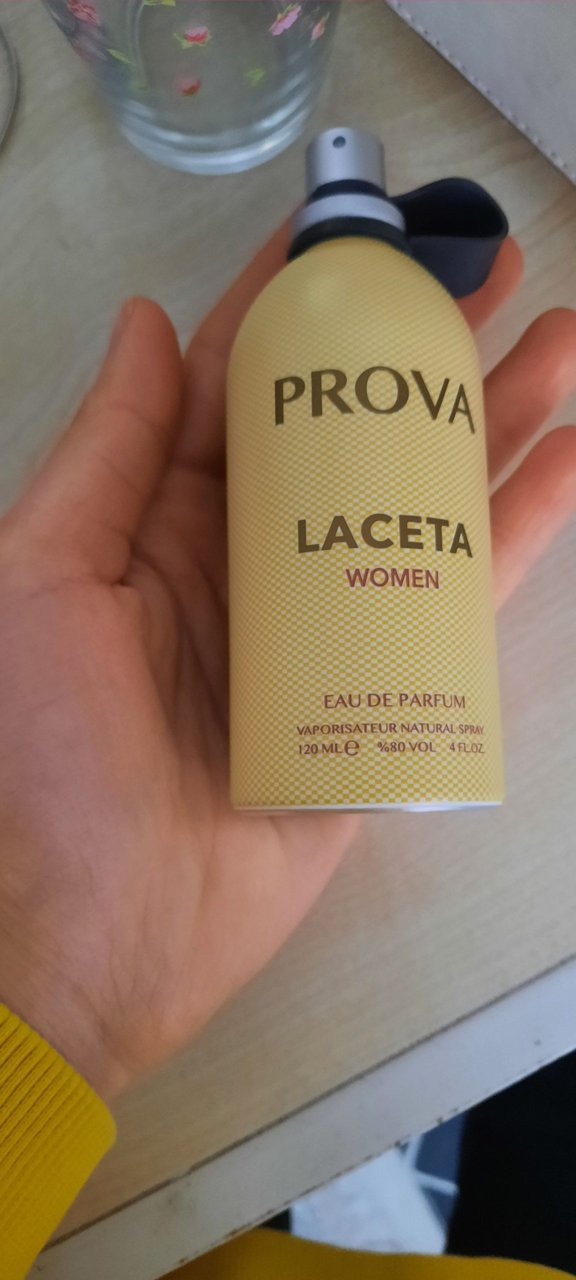 PROVA
LACETA
WOMEN
EAU DE PARFUM
VAPORISATEUR NATURAL SPRAY
120 ML ℮ %80 VOL 4 FL.OZ.